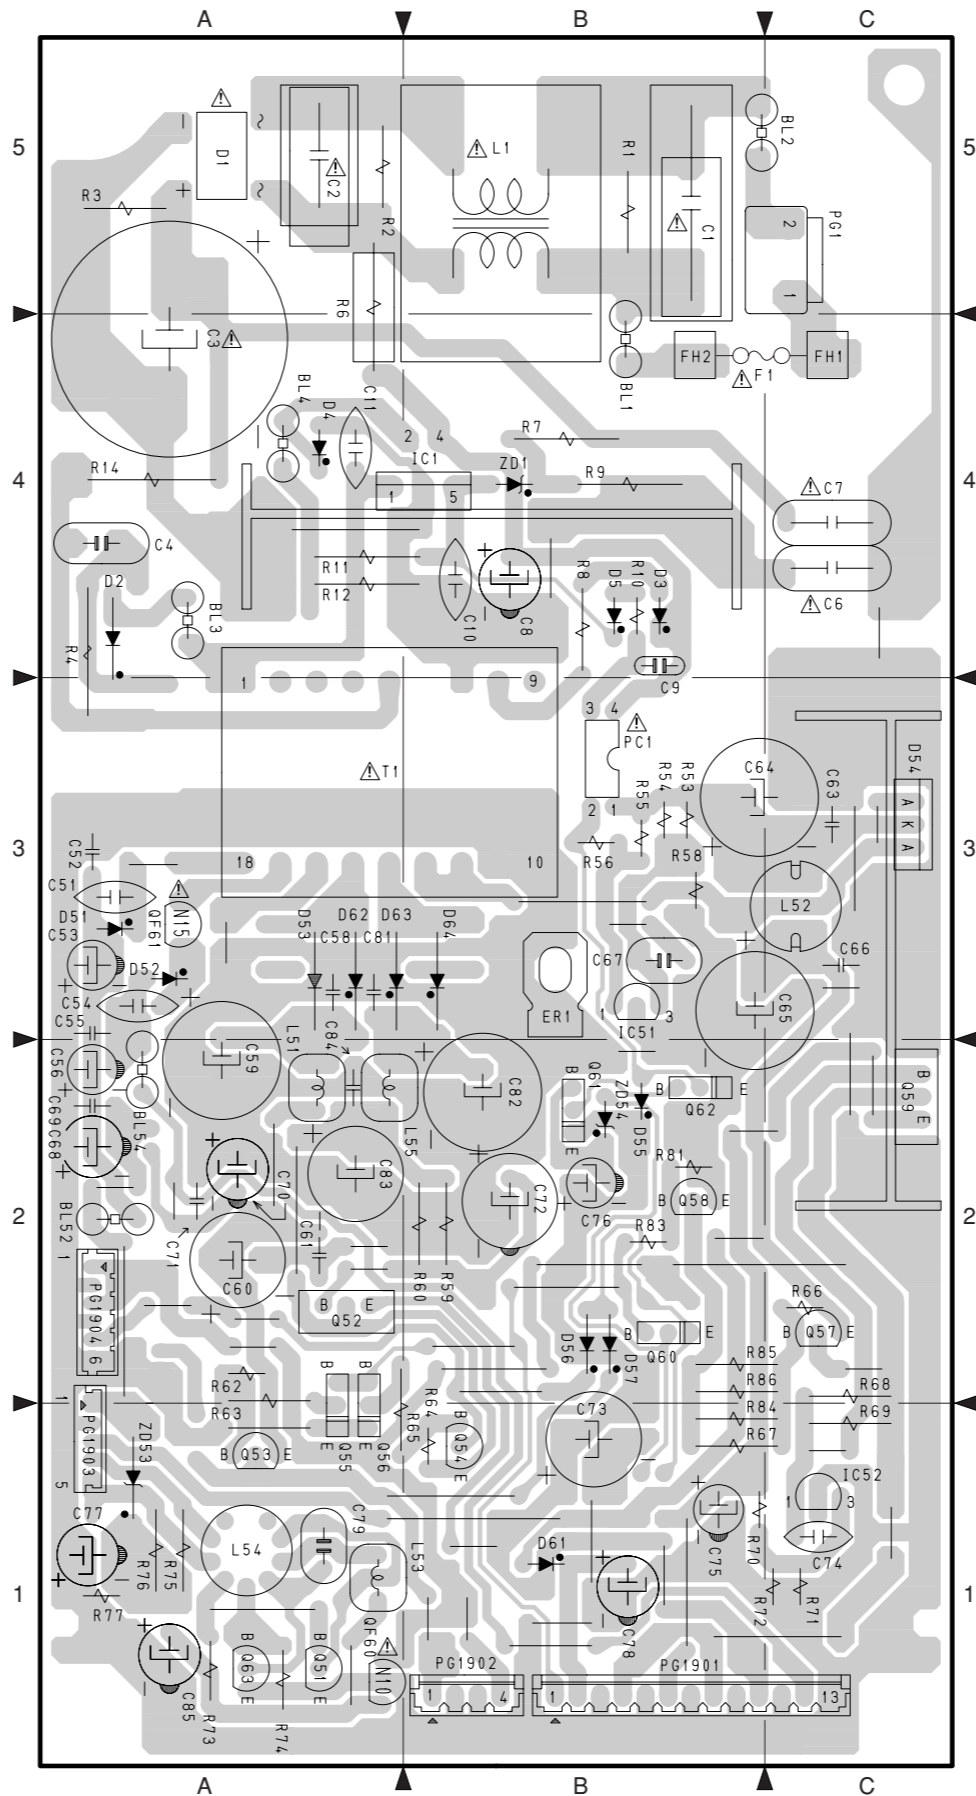 A B C
5 5
BL2
L1
D1
C2
R1
R3
+
R2
C1
2
PG1
1
R6
C3
FH2 F1 FH1
BL1
BL4
C11
D4
2 4
R7
IC1
ZD1
R9
4 4
R14
1 5
C7
C4
R11
R12
C10
C8
R8
D5
R10
D3
D2
BL3
C6
R4
1 9
C9
3 4
PC1
T1
2 1
C64
C63
D54
A
K
A
R55
R54
R53
3 3
C52
18 10
R56
R58
C51
D51
C53
QF61
N15
L52
D53
D62
D63
D64
C58
C81
D52
C67
C66
C54
C55
ER1
1 3
IC51
C65
C56
C59
L51
C84
C82
Q61
B
E
ZD54
D55
B E
Q62
B
Q59
E
C69
C68
BL54
L55
C70
C83
C72
C76
R81
B Q58 E
2 2
BL52
C71
C61
R60
R59
R83
1
PG1904
6
C60
B E
Q52
R66
B Q57 E
D56
D57
B E
Q60
R85
R86
R84
R67
R68
R69
R62
R63
B B
E E
Q55
Q56
R64
R65
B
Q54
E
C73
1
PG1903
5
ZD53
B Q53 E
IC52
1 3
C77
L54
C79
L53
D61
C75
R70
C74
R76
R75
R77
C78
R72
R71
1 1
QF60
N10
B
Q63
E
B
Q51
E
C85
R73
R74
PG1902
1 4
PG1901
1 13
A B C